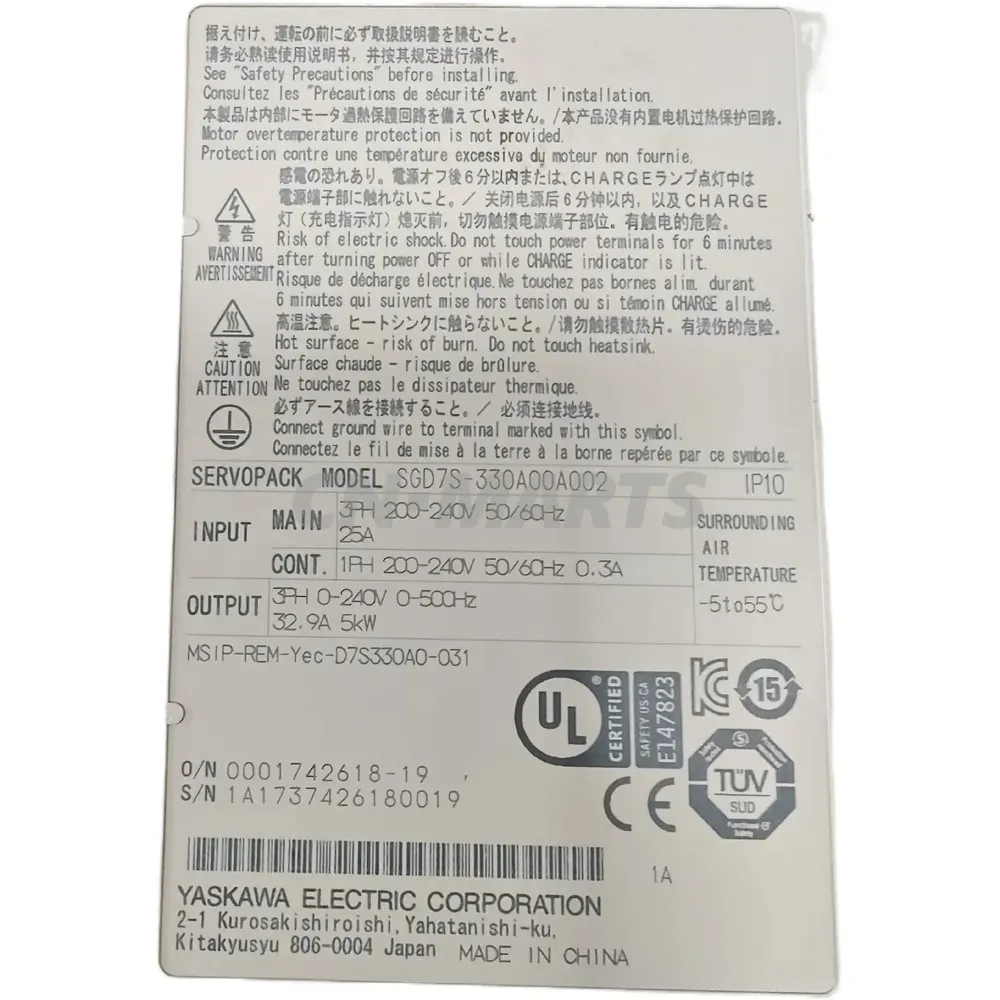 据え付け、運転の前に必ず取扱説明書を読むこと。
请务必熟读使用说明书，并按其规定进行操作。
See "Safety Precautions" before installing.
Consultez les "Précautions de sécurité" avant l'installation.
本製品は内部にモータ過熱保護回路を備えていません。/本产品没有内置电机过热保护回路.
Motor overtemperature protection is not provided.
Protection contre une température excessive du moteur non fournie.
感電の恐れあり。電源オフ後6分以内または、CHARGEランプ点灯中は
電源端子部に触れないこと。／关闭电源后6分钟以内，以及CHARGE
灯（充电指示灯）熄灭前，切勿触摸电源端子部位。有触电的危险。
警告
WARNING
AVERTISSEMENT
Risk of electric shock. Do not touch power terminals for 6 minutes
after turning power OFF or while CHARGE indicator is lit.
Risque de décharge électrique. Ne touchez pas bornes alim. durant
6 minutes qui suivent mise hors tension ou si témoin CHARGE allumé.
高温注意。ヒートシンクに触らないこと。/请勿触摸散热片。有烫伤的危险.
注意
CAUTION
ATTENTION
Hot surface - risk of burn. Do not touch heatsink.
Surface chaude - risque de brûlure.
Ne touchez pas le dissipateur thermique.
必ずアース線を接続すること。／必须连接地线。
Connect ground wire to terminal marked with this symbol.
Connectez le fil de mise à la terre à la borne repérée par ce symbole.
SERVOPACK MODEL SGD7S-330A00A002 IP10
CN-MARTS
INPUT MAIN 3PH 200-240V 50/60Hz
25A
CONT. 1PH 200-240V 50/60Hz 0.3A
SURROUNDING
AIR
TEMPERATURE
-5to55℃
OUTPUT 3PH 0-240V 0-500Hz
32.9A 5kW
MSIP-REM-Yec-D7S330A0-031
UL ® CERTIFIED
SAFETY US-CA
E147823
15
O/N 0001742618-19
S/N 1A1737426180019
CE
TÜV
SUD
Functional
Safety
1A
YASKAWA ELECTRIC CORPORATION
2-1 Kurosakishiroishi, Yahatanishi-ku,
Kitakyusyu 806-0004 Japan MADE IN CHINA